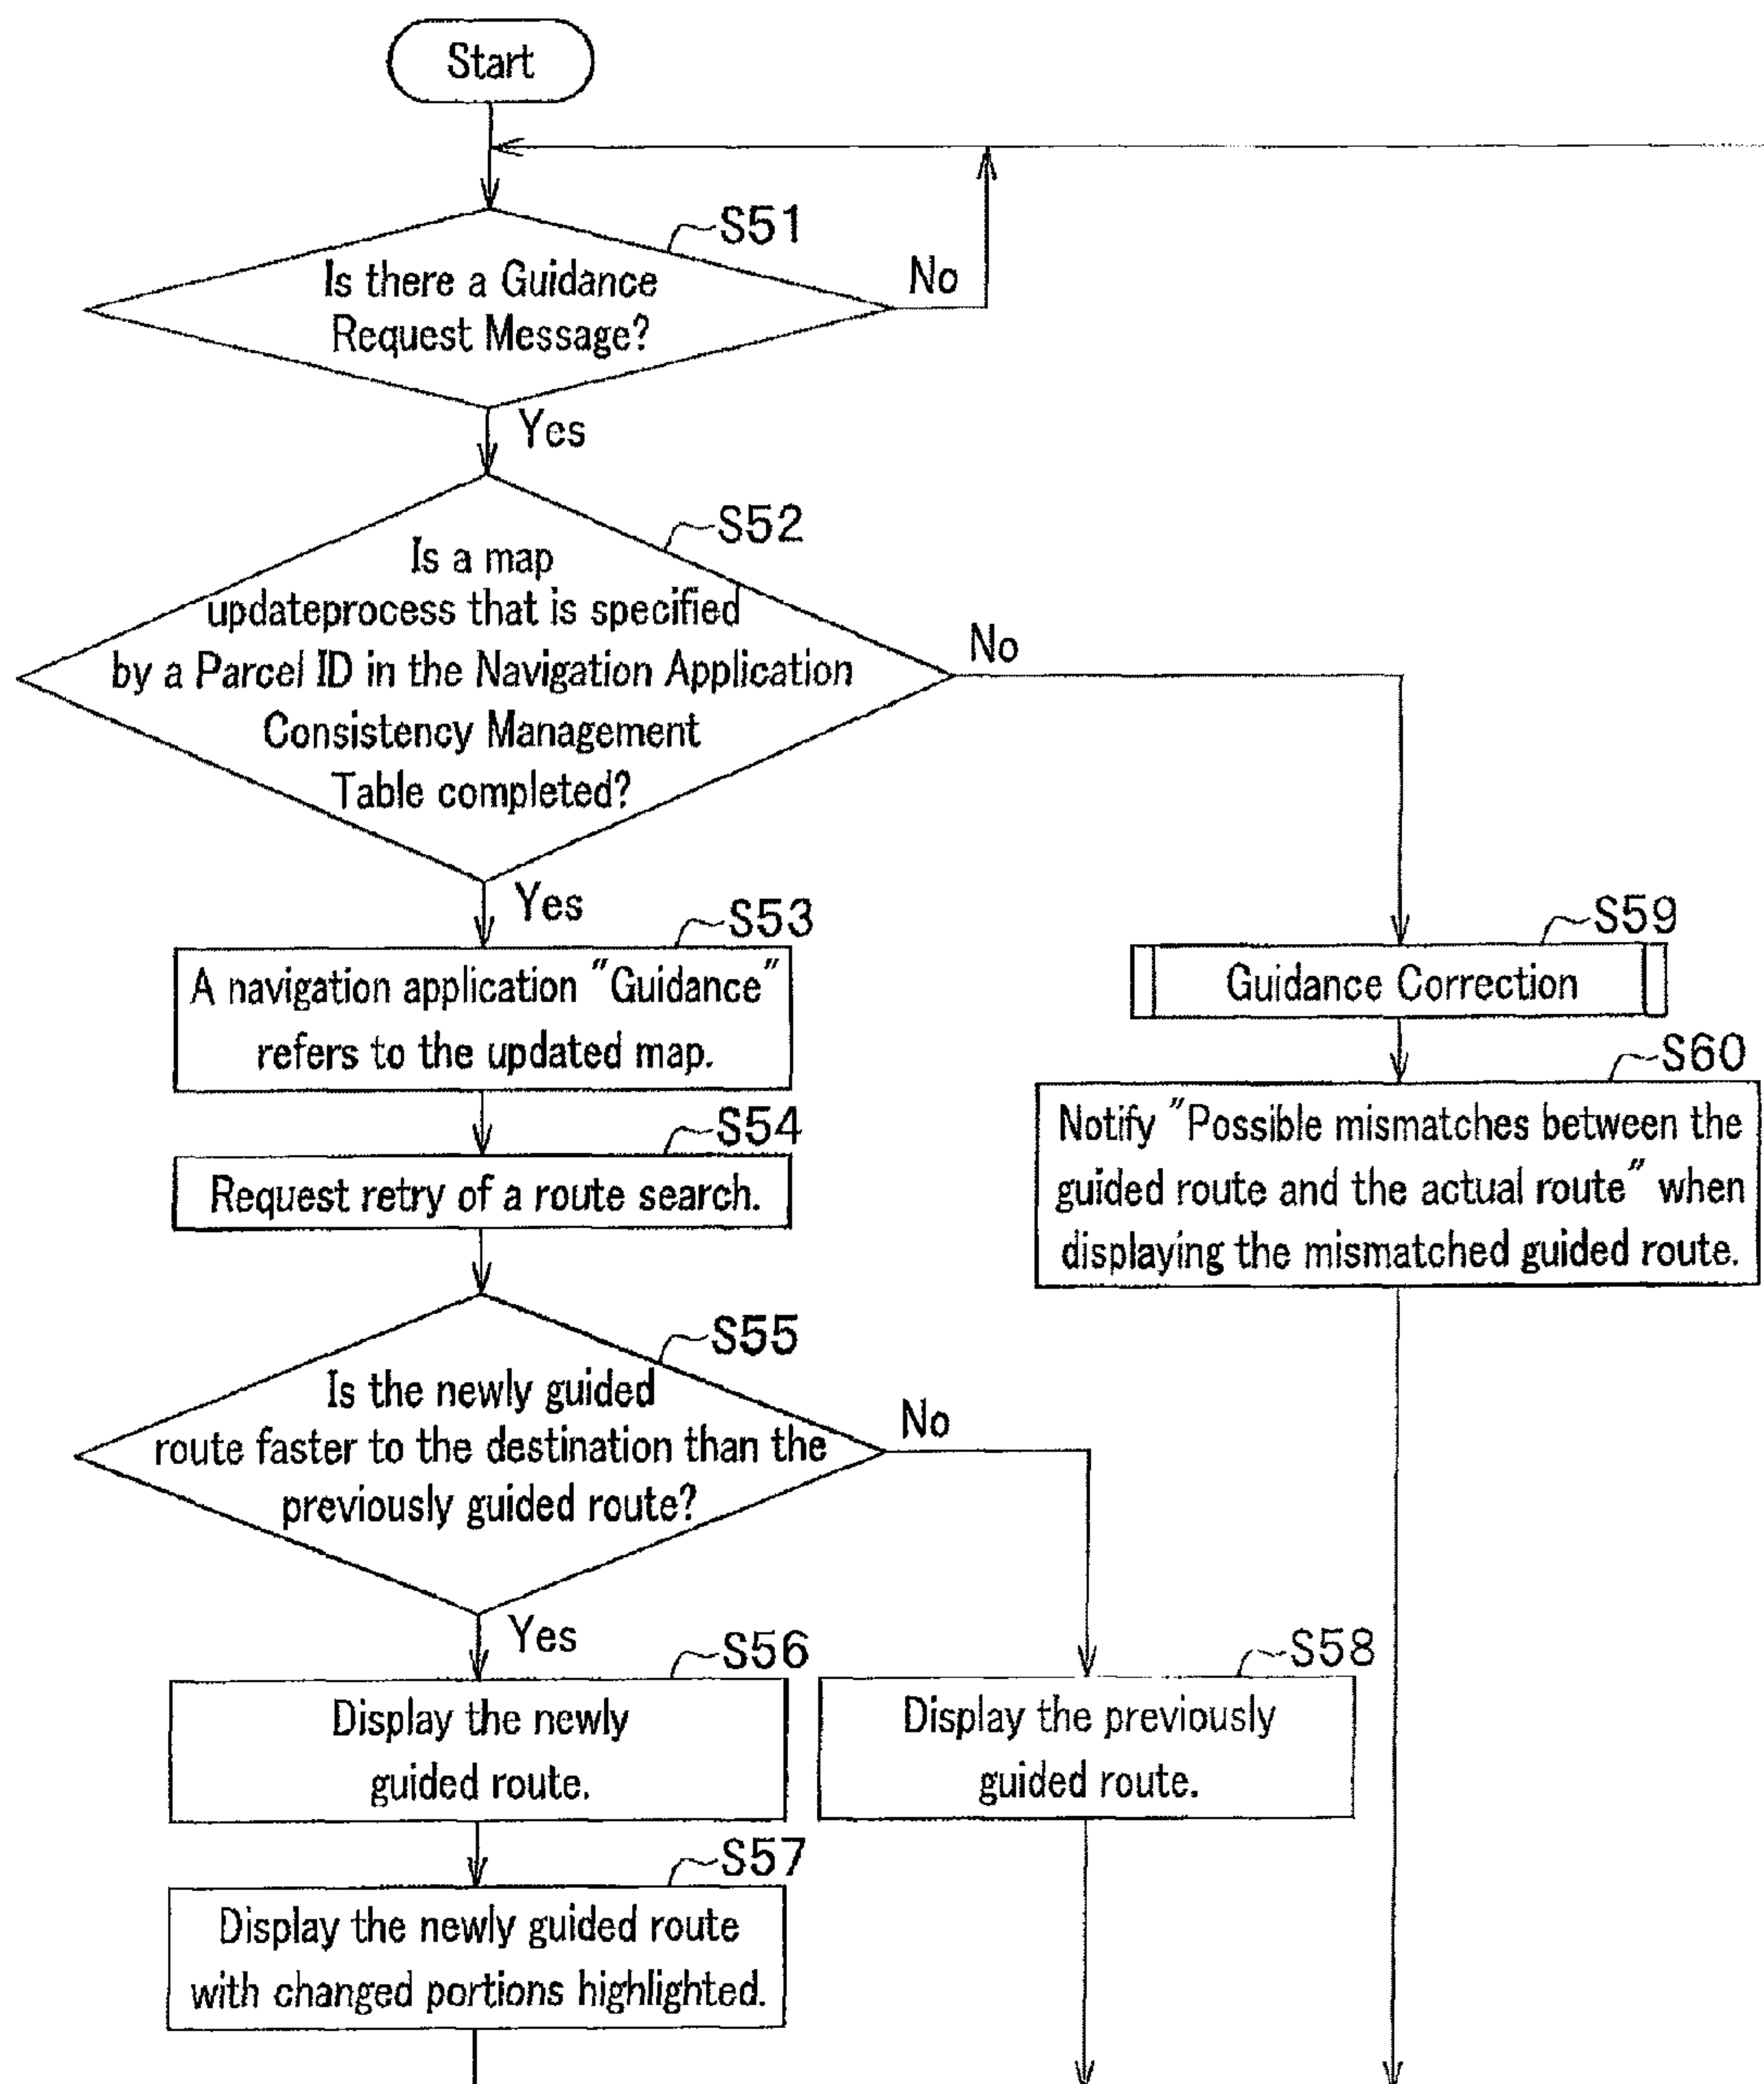 Start
S51
Is there a Guidance
Request Message?
No
Yes
S52
Is a map
updateprocess that is specified
by a Parcel ID in the Navigation Application
Consistency Management
Table completed?
No
Yes
S53
A navigation application "Guidance"
refers to the updated map.
S59
Guidance Correction
S54
Request retry of a route search.
S60
Notify "Possible mismatches between the
guided route and the actual route" when
displaying the mismatched guided route.
S55
Is the newly guided
route faster to the destination than the
previously guided route?
No
Yes
S56
Display the newly
guided route.
S58
Display the previously
guided route.
S57
Display the newly guided route
with changed portions highlighted.